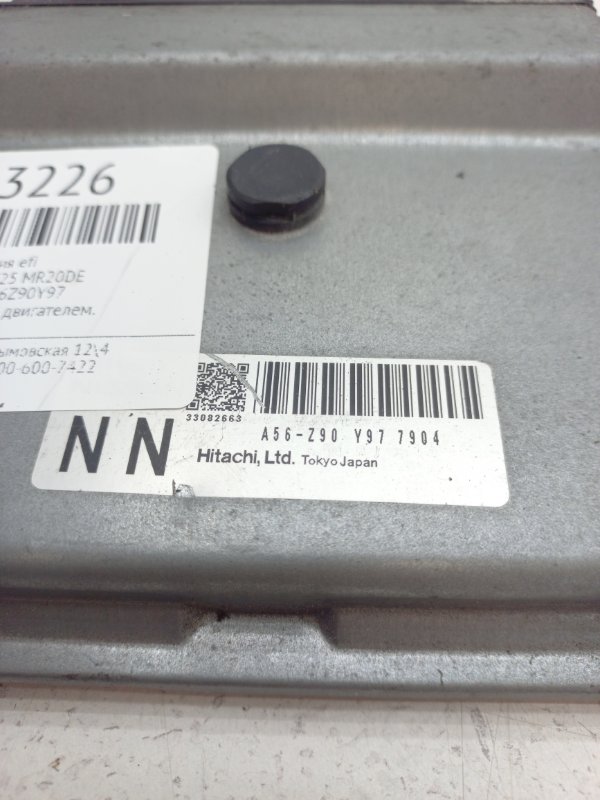 3226
ия efi
25 MR20DE
6Z90Y97
двигателем.
ымовская 12\4
00-600-7422
33082663
A56-Z90 Y97 7904
NN
Hitachi, Ltd. Tokyo Japan